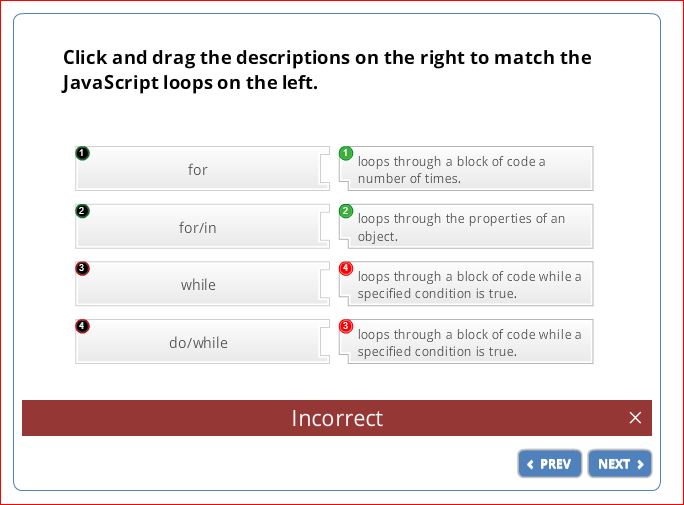 Click and drag the descriptions on the right to match the
JavaScript loops on the left.
1
for
1
loops through a block of code a
number of times.
2
for/in
2
loops through the properties of an
object.
3
while
4
loops through a block of code while a
specified condition is true.
4
do/while
3
loops through a block of code while a
specified condition is true.
Incorrect ×
‹ PREV NEXT ›